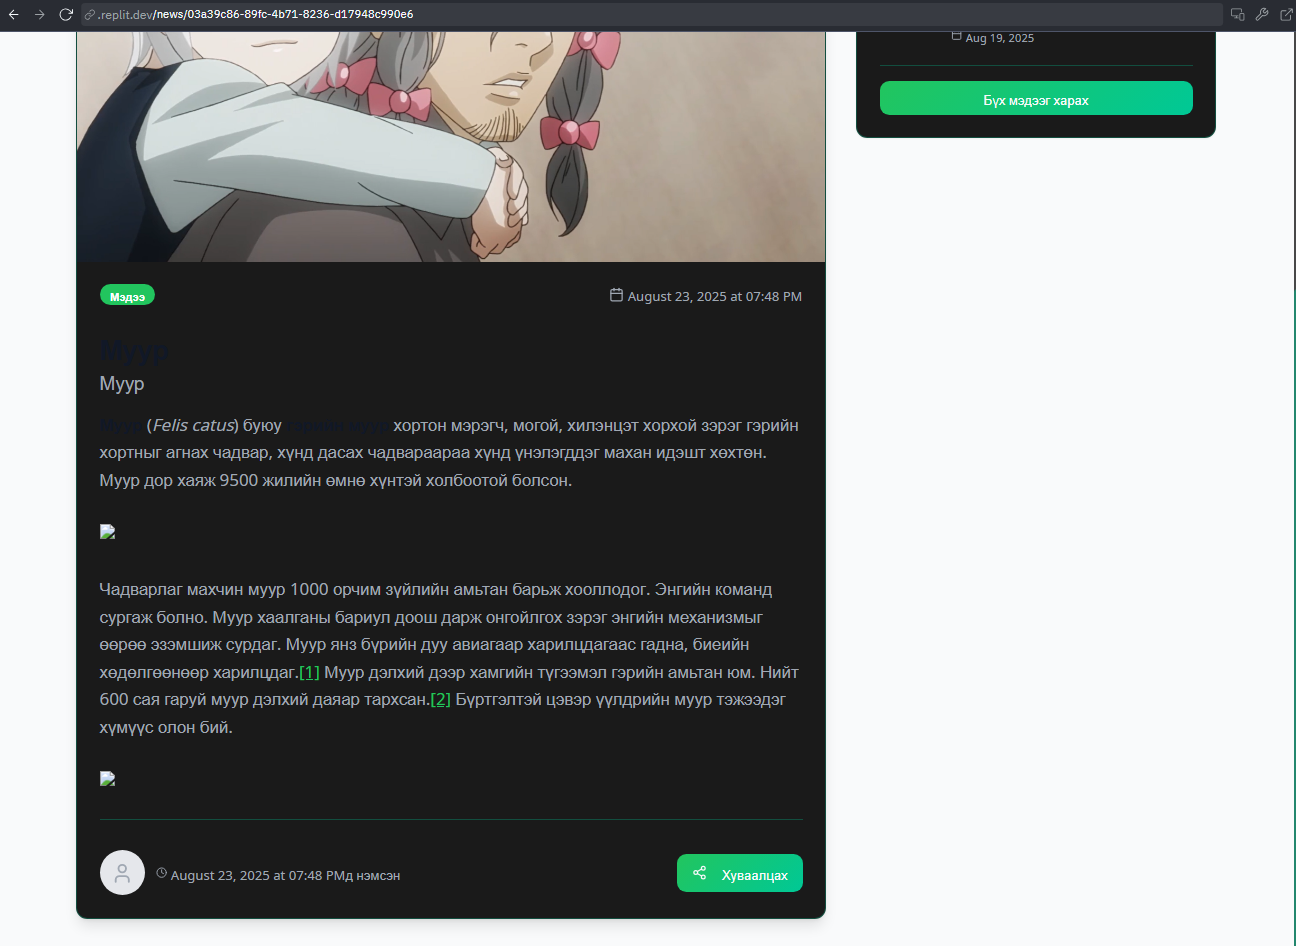 .replit.dev/news/03a39c86-89fc-4b71-8236-d17948c990e6
Aug 19, 2025
Бүх мэдээг харах
Мэдээ
August 23, 2025 at 07:48 PM
Муур
Муур
Муур (Felis catus) буюу гэрийн муур хортон мэрэгч, могой, хилэнцэт хорхой зэрэг гэрийн
хортныг агнах чадвар, хүнд дасах чадвараараа хүнд үнэлэгддэг махан идэшт хөхтөн.
Муур дор хаяж 9500 жилийн өмнө хүнтэй холбоотой болсон.
Чадварлаг махчин муур 1000 орчим зүйлийн амьтан барьж хооллодог. Энгийн команд
сургаж болно. Муур хаалганы бариул доош дарж онгойлгох зэрэг энгийн механизмыг
өөрөө эзэмшиж сурдаг. Муур янз бүрийн дуу авиагаар харилцдагаас гадна, биеийн
хөдөлгөөнөөр харилцдаг.[1] Муур дэлхий дээр хамгийн түгээмэл гэрийн амьтан юм. Нийт
600 сая гаруй муур дэлхий даяар тархсан.[2] Бүртгэлтэй цэвэр үүлдрийн муур тэжээдэг
хүмүүс олон бий.
August 23, 2025 at 07:48 PMд нэмсэн
Хуваалцах